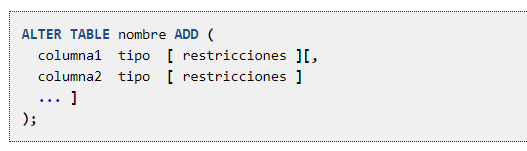 ALTER TABLE nombre ADD (
columna1 tipo [ restricciones ][,
columna2 tipo [ restricciones ]
... ]
);